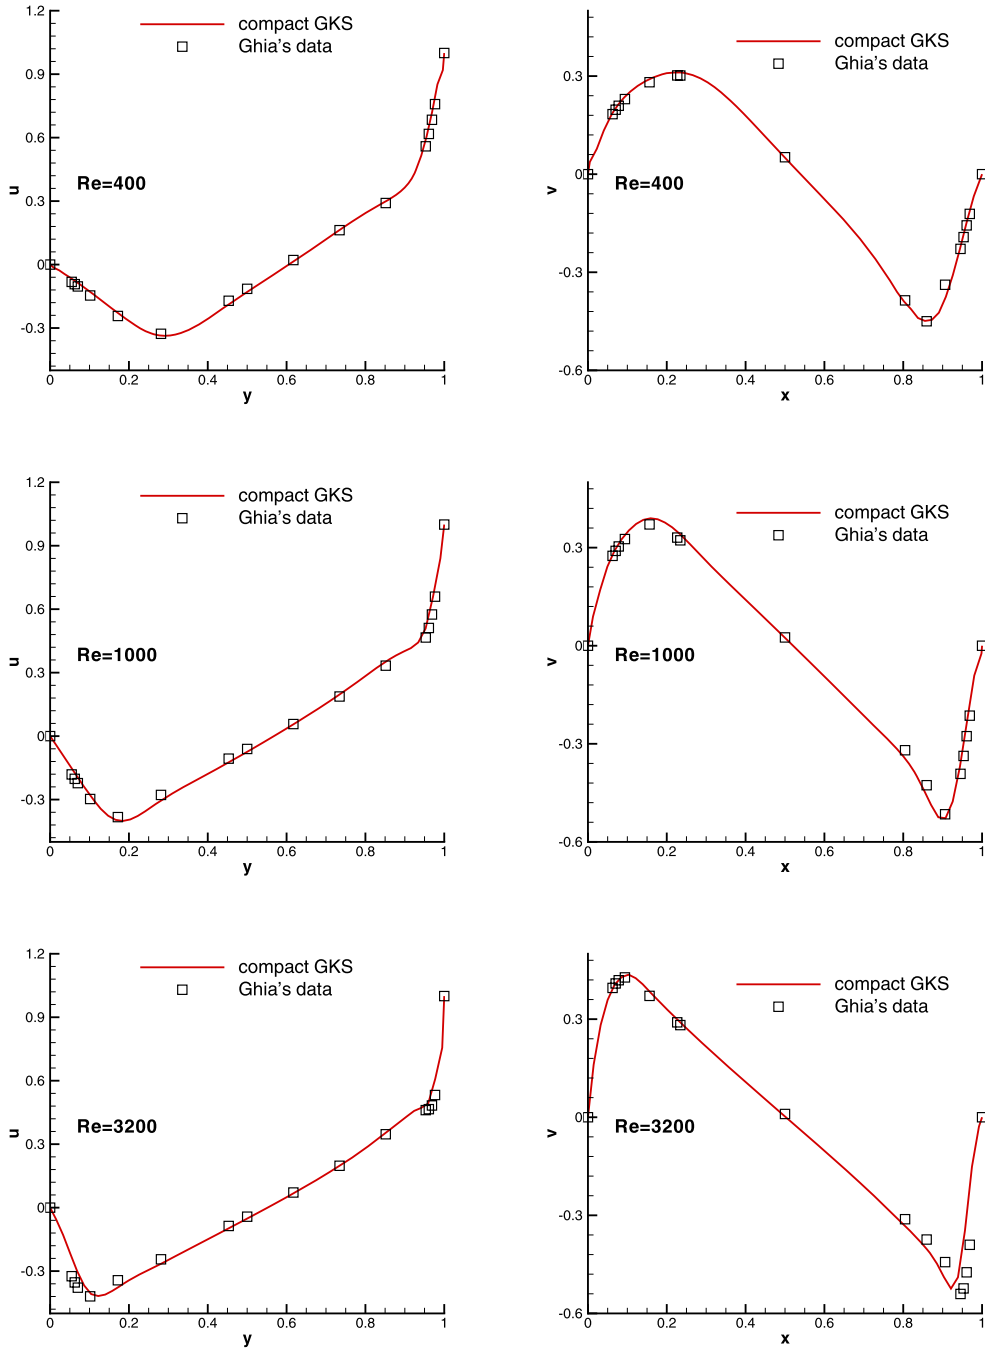 compact GKS
Ghia's data
Re=400
u
1.2
0.9
0.6
0.3
0
-0.3
0 0.2 0.4 0.6 0.8 1
y
compact GKS
Ghia's data
Re=400
v
0.3
0
-0.3
-0.6
0 0.2 0.4 0.6 0.8 1
x
compact GKS
Ghia's data
Re=1000
u
1.2
0.9
0.6
0.3
0
-0.3
0 0.2 0.4 0.6 0.8 1
y
compact GKS
Ghia's data
Re=1000
v
0.3
0
-0.3
-0.6
0 0.2 0.4 0.6 0.8 1
x
compact GKS
Ghia's data
Re=3200
u
1.2
0.9
0.6
0.3
0
-0.3
0 0.2 0.4 0.6 0.8 1
y
compact GKS
Ghia's data
Re=3200
v
0.3
0
-0.3
-0.6
0 0.2 0.4 0.6 0.8 1
x